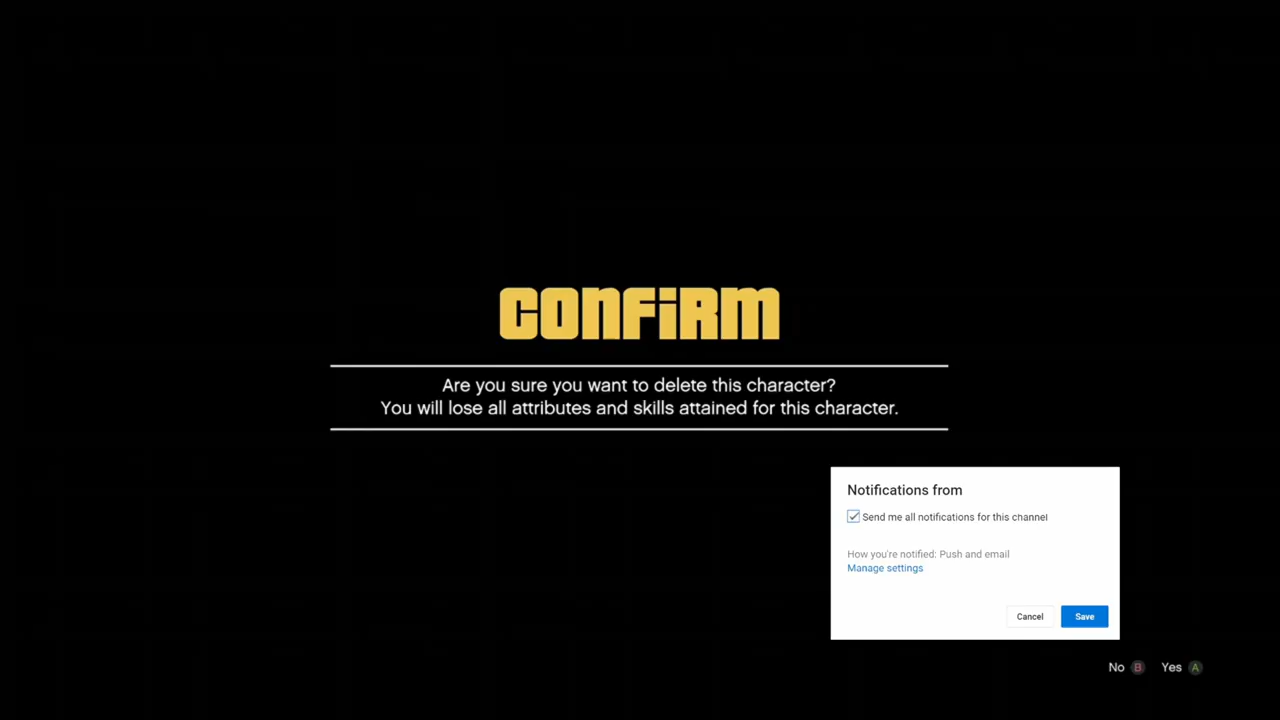 CONFiRM
Are you sure you want to delete this character?
You will lose all attributes and skills attained for this character.
Notifications from
Send me all notifications for this channel
How you're notified: Push and email
Manage settings
Cancel Save
No B Yes A